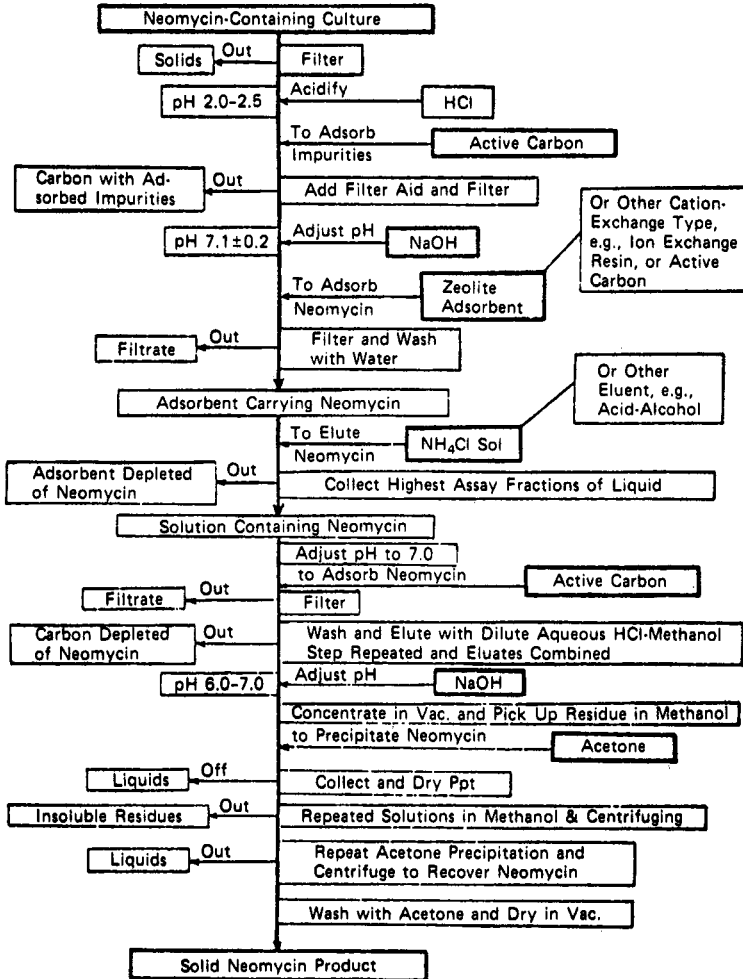 Neomycin-Containing Culture
Solids
Out
Filter
pH 2.0-2.5
Acidify
HCl
To Adsorb
Impurities
Active Carbon
Carbon with Ad-
sorbed Impurities
Out
Add Filter Aid and Filter
Or Other Cation-
Exchange Type,
e.g., Ion Exchange
Resin, or Active
Carbon
pH 7.1±0.2
Adjust pH
NaOH
To Adsorb
Neomycin
Zeolite
Adsorbent
Filtrate
Out
Filter and Wash
with Water
Adsorbent Carrying Neomycin
Or Other
Eluent, e.g.,
Acid-Alcohol
To Elute
Neomycin
NH4Cl Sol
Adsorbent Depleted
of Neomycin
Out
Collect Highest Assay Fractions of Liquid
Solution Containing Neomycin
Adjust pH to 7.0
to Adsorb Neomycin
Active Carbon
Filtrate
Out
Filter
Carbon Depleted
of Neomycin
Out
Wash and Elute with Dilute Aqueous HCl-Methanol
Step Repeated and Eluates Combined
pH 6.0-7.0
Adjust pH
NaOH
Concentrate in Vac. and Pick Up Residue in Methanol
to Precipitate Neomycin
Acetone
Liquids
Off
Collect and Dry Ppt
Insoluble Residues
Out
Repeated Solutions in Methanol & Centrifuging
Liquids
Out
Repeat Acetone Precipitation and
Centrifuge to Recover Neomycin
Wash with Acetone and Dry in Vac.
Solid Neomycin Product